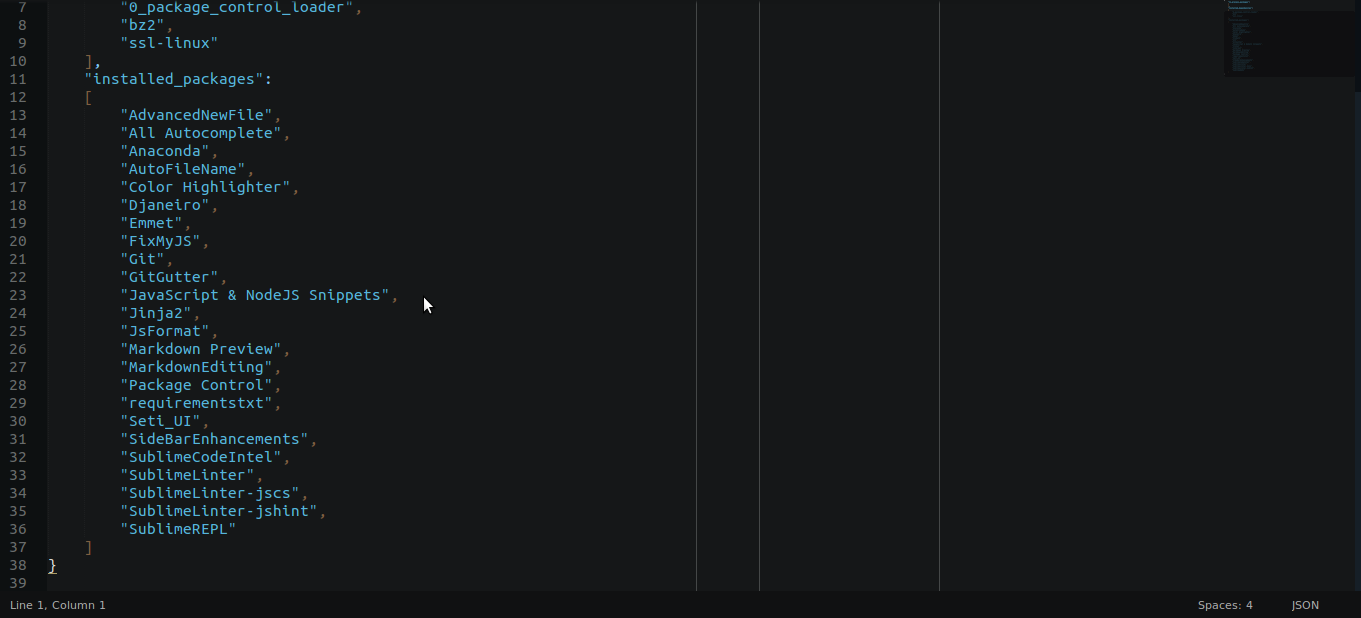 7 "0_package_control_loader",
8 "bz2",
9 "ssl-linux"
10 ],
11 "installed_packages":
12 [
13 "AdvancedNewFile",
14 "All Autocomplete",
15 "Anaconda",
16 "AutoFileName",
17 "Color Highlighter",
18 "Djaneiro",
19 "Emmet",
20 "FixMyJS",
21 "Git",
22 "GitGutter",
23 "JavaScript & NodeJS Snippets",
24 "Jinja2",
25 "JsFormat",
26 "Markdown Preview",
27 "MarkdownEditing",
28 "Package Control",
29 "requirementstxt",
30 "Seti_UI",
31 "SideBarEnhancements",
32 "SublimeCodeIntel",
33 "SublimeLinter",
34 "SublimeLinter-jscs",
35 "SublimeLinter-jshint",
36 "SublimeREPL"
37 ]
38 }
39
Line 1, Column 1 Spaces: 4 JSON